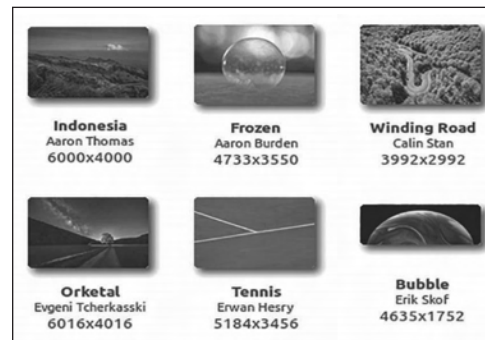 Indonesia
Aaron Thomas
6000x4000
Frozen
Aaron Burden
4733x3550
Winding Road
Calin Stan
3992x2992
Orketal
Evgeni Tcherkasski
6016x4016
Tennis
Erwan Hesry
5184x3456
Bubble
Erik Skof
4635x1752